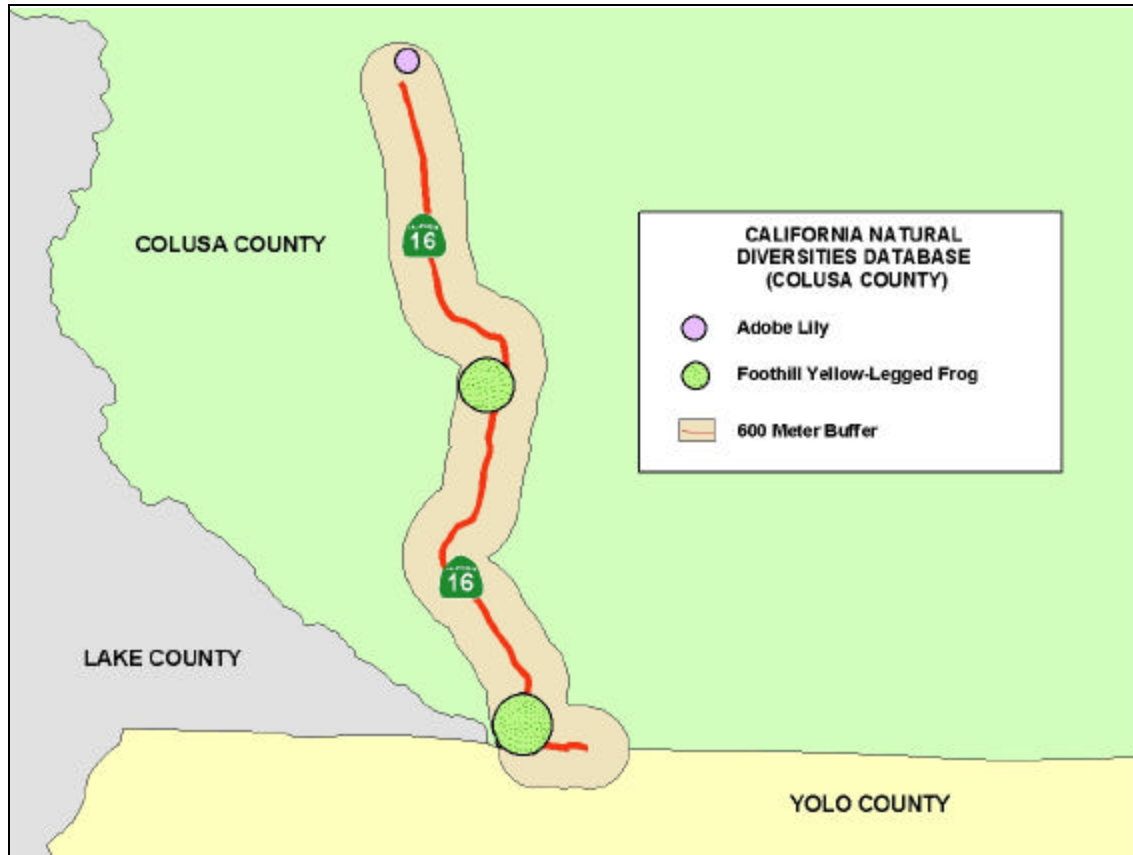 COLUSA COUNTY
16
CALIFORNIA NATURAL
DIVERSITIES DATABASE
(COLUSA COUNTY)
Adobe Lily
Foothill Yellow-Legged Frog
600 Meter Buffer
16
LAKE COUNTY
YOLO COUNTY